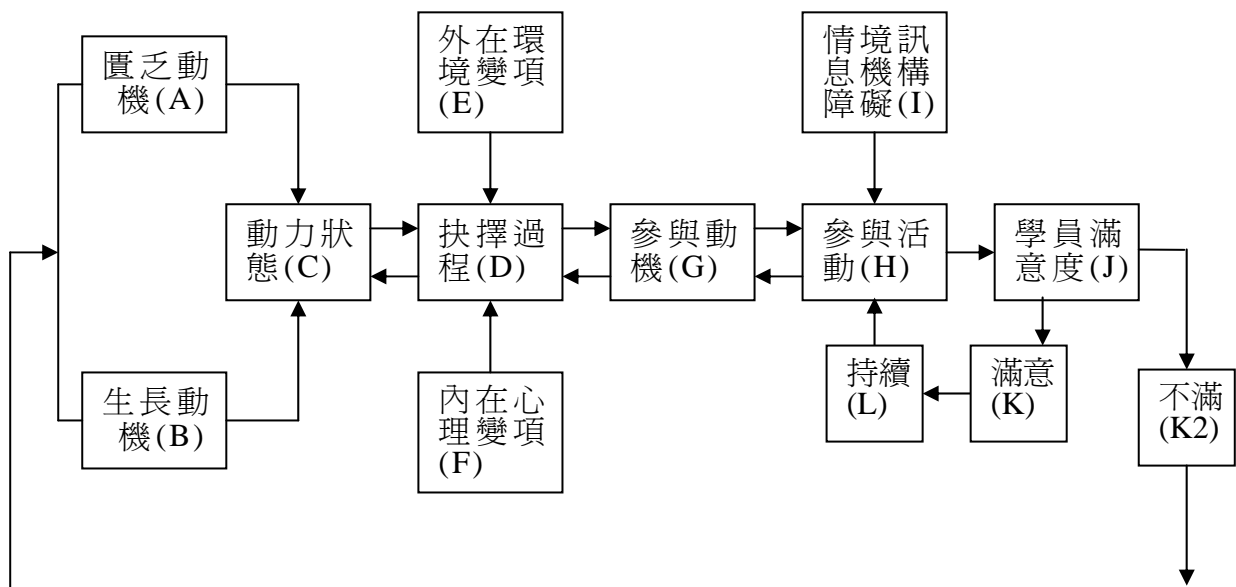 匱乏動
機(A)
外在環
境變項
(E)
情境訊
息機構
障礙(I)
動力狀
態(C)
抉擇過
程(D)
參與動
機(G)
參與活
動(H)
學員滿
意度(J)
生長動
機(B)
內在心
理變項
(F)
持續
(L)
滿意
(K)
不滿
(K2)